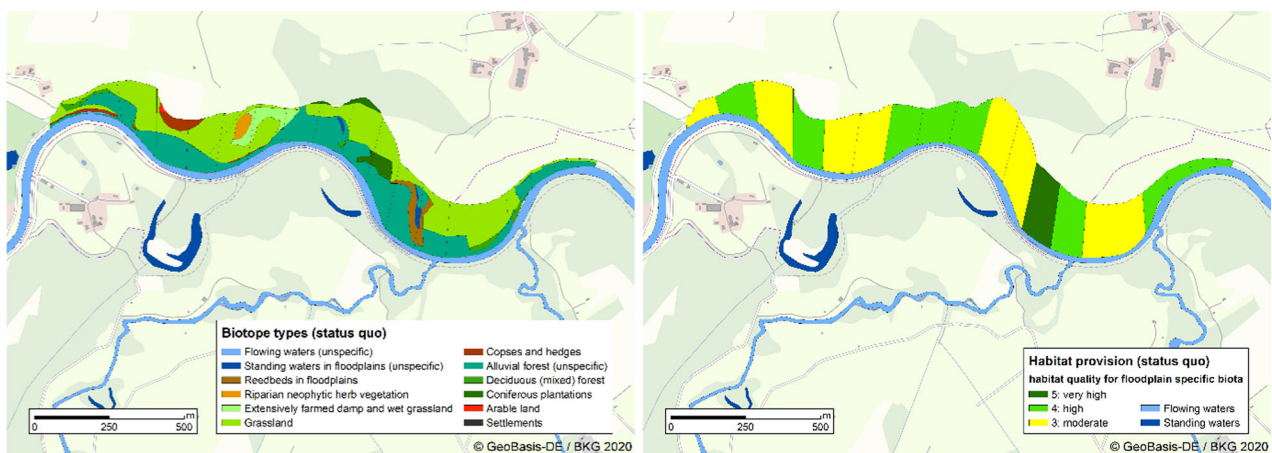 Biotope types (status quo)
Flowing waters (unspecific)
Standing waters in floodplains (unspecific)
Reedbeds in floodplains
Riparian neophytic herb vegetation
Extensively farmed damp and wet grassland
Grassland
Copses and hedges
Alluvial forest (unspecific)
Deciduous (mixed) forest
Coniferous plantations
Arable land
Settlements
0 250 500
m
© GeoBasis-DE / BKG 2020
Habitat provision (status quo)
habitat quality for floodplain specific biota
5: very high
4: high
3: moderate
Flowing waters
Standing waters
0 250 500
m
© GeoBasis-DE / BKG 2020